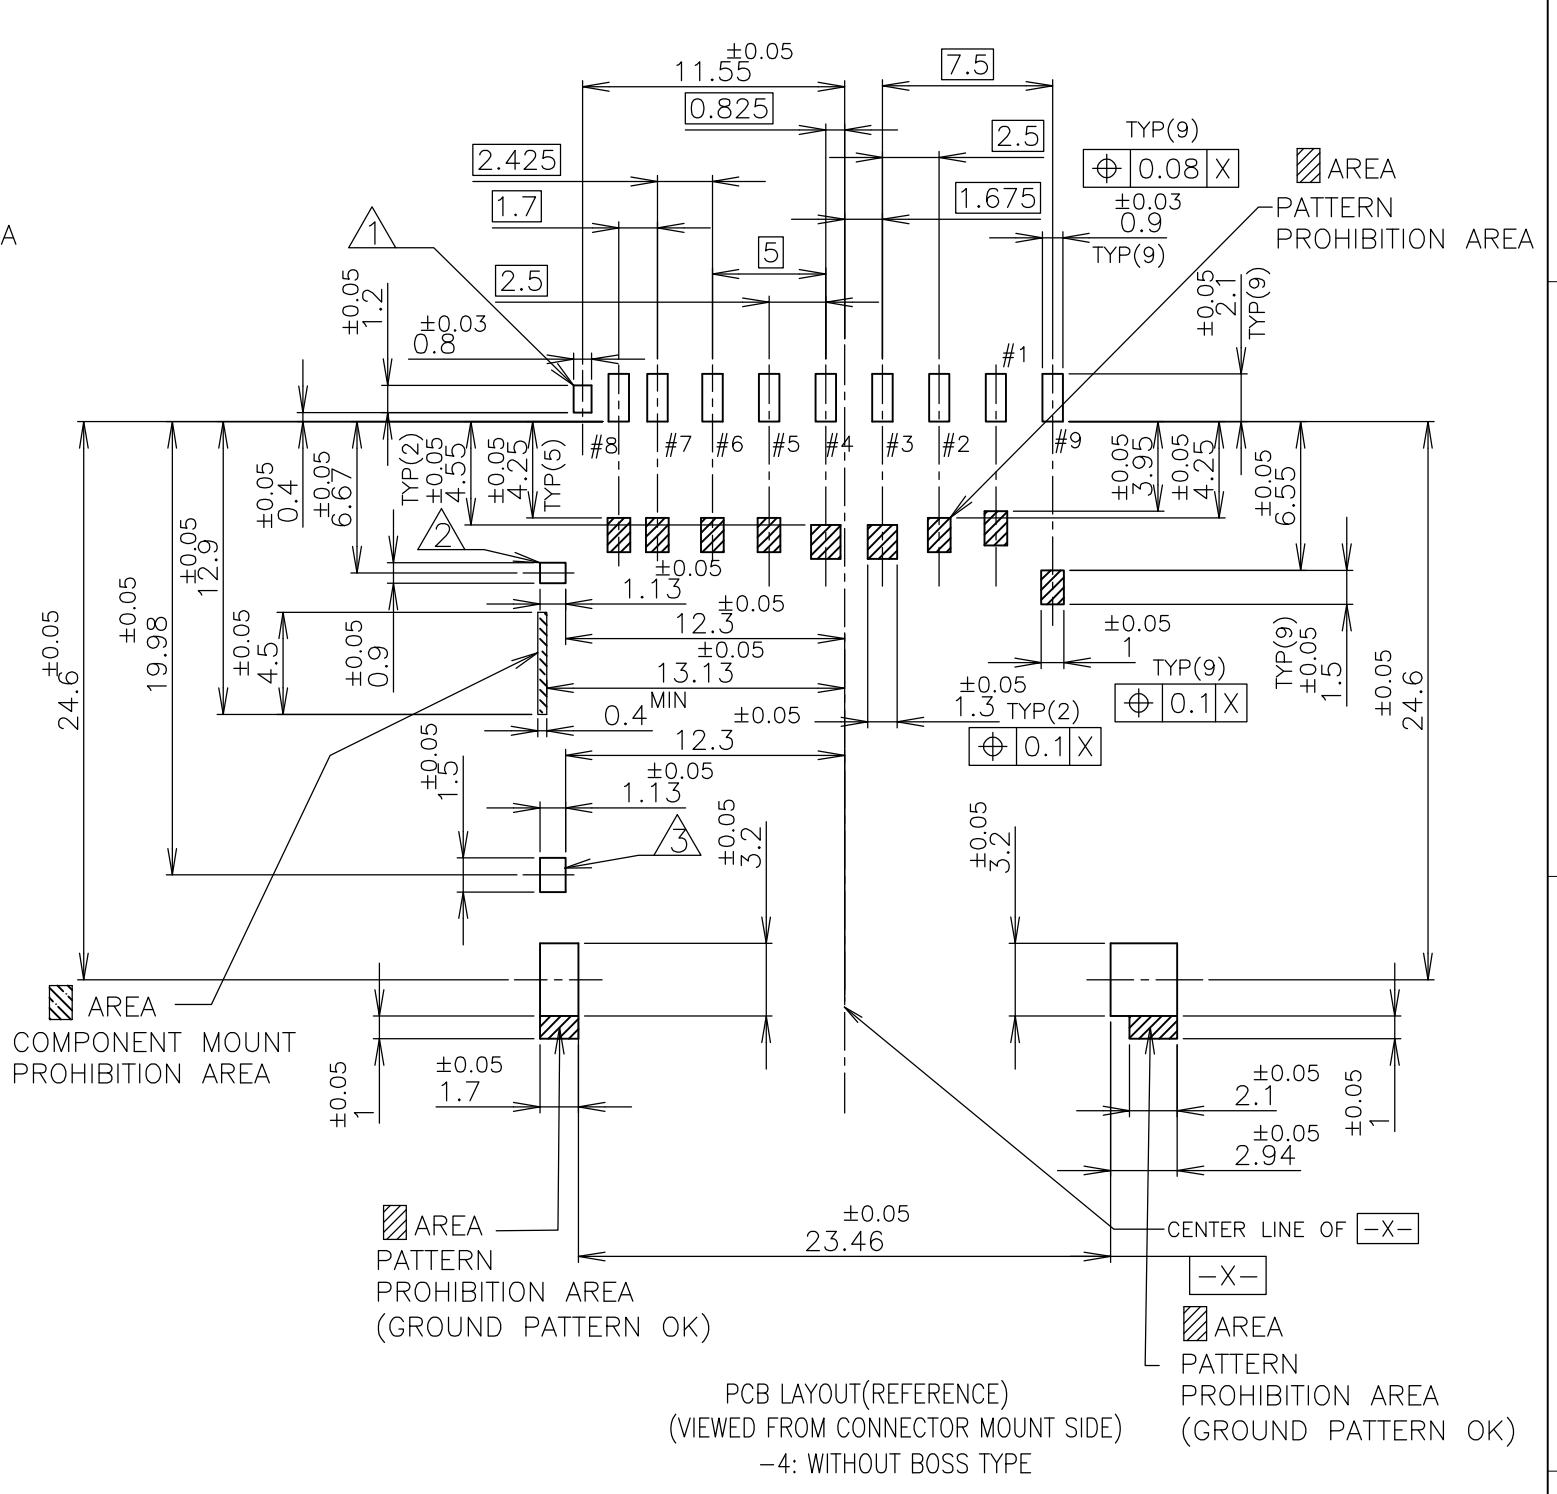 ±0.05
11.55
7.5
0.825
TYP(9)
2.5
⌖ 0.08 X
AREA
2.425
±0.03
0.9
PATTERN
PROHIBITION AREA
1.7
1.675
1
A
TYP(9)
5
2.5
±0.05
1.2
±0.03
0.8
±0.05
2.1
TYP(9)
#1
#8
#7
#6
#5
#4
#3
#2
#9
±0.05
0.4
±0.05
6.67
TYP(2)
±0.05
4.55
±0.05
4.25
TYP(5)
±0.05
3.95
±0.05
4.25
±0.05
6.55
2
±0.05
12.9
±0.05
1.13
±0.05
12.3
±0.05
13.13
MIN
±0.05
24.6
±0.05
19.98
±0.05
4.5
±0.05
0.9
0.4
±0.05
12.3
±0.05
1
TYP(9)
⌖ 0.1 X
TYP(9)
±0.05
1.5
±0.05
24.6
±0.05
1.3 TYP(2)
⌖ 0.1 X
±0.05
1.5
±0.05
1.13
3
±0.05
3.2
±0.05
3.2
AREA
COMPONENT MOUNT
PROHIBITION AREA
±0.05
1
±0.05
1.7
±0.05
2.1
±0.05
1
±0.05
2.94
AREA
PATTERN
PROHIBITION AREA
(GROUND PATTERN OK)
±0.05
23.46
CENTER LINE OF -X-
-X-
AREA
PATTERN
PROHIBITION AREA
(GROUND PATTERN OK)
PCB LAYOUT(REFERENCE)
(VIEWED FROM CONNECTOR MOUNT SIDE)
-4: WITHOUT BOSS TYPE